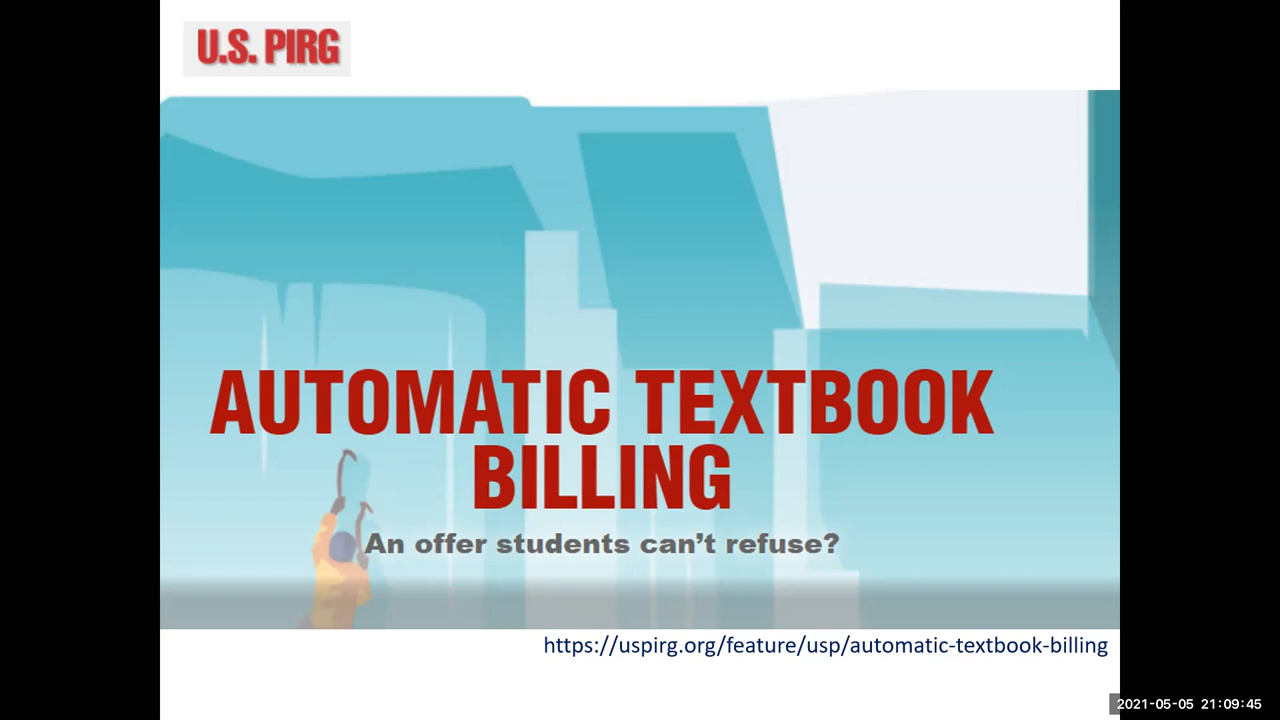 U.S. PIRG
AUTOMATIC TEXTBOOK
BILLING
An offer students can't refuse?
https://uspirg.org/feature/usp/automatic-textbook-billing
2021-05-05 21:09:45